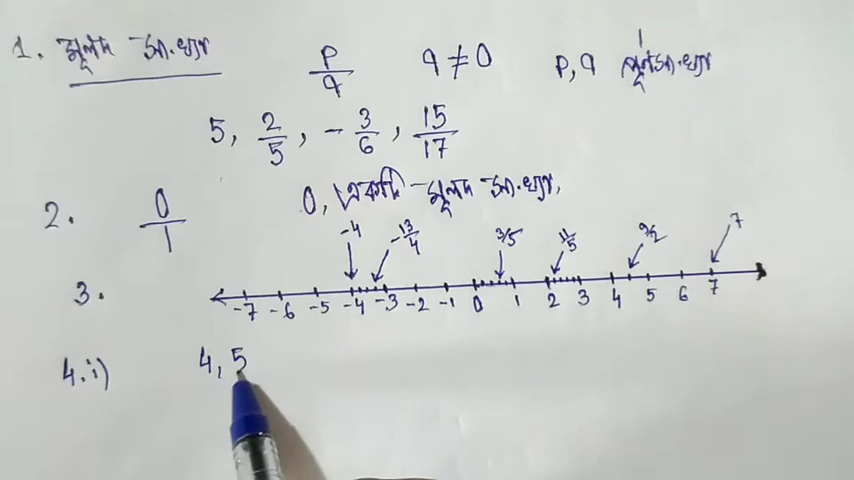 1. মূলদ সংখ্যা p/q q ≠ 0 p, q পূর্ণসংখ্যা
5, 2/5, - 3/6, 15/17
2. 0/1 0, একটি মূলদ সংখ্যা,
-4 -13/4 3/5 11/5 9/2 7
3. -7 -6 -5 -4 -3 -2 -1 0 1 2 3 4 5 6 7
4.i) 4, 5